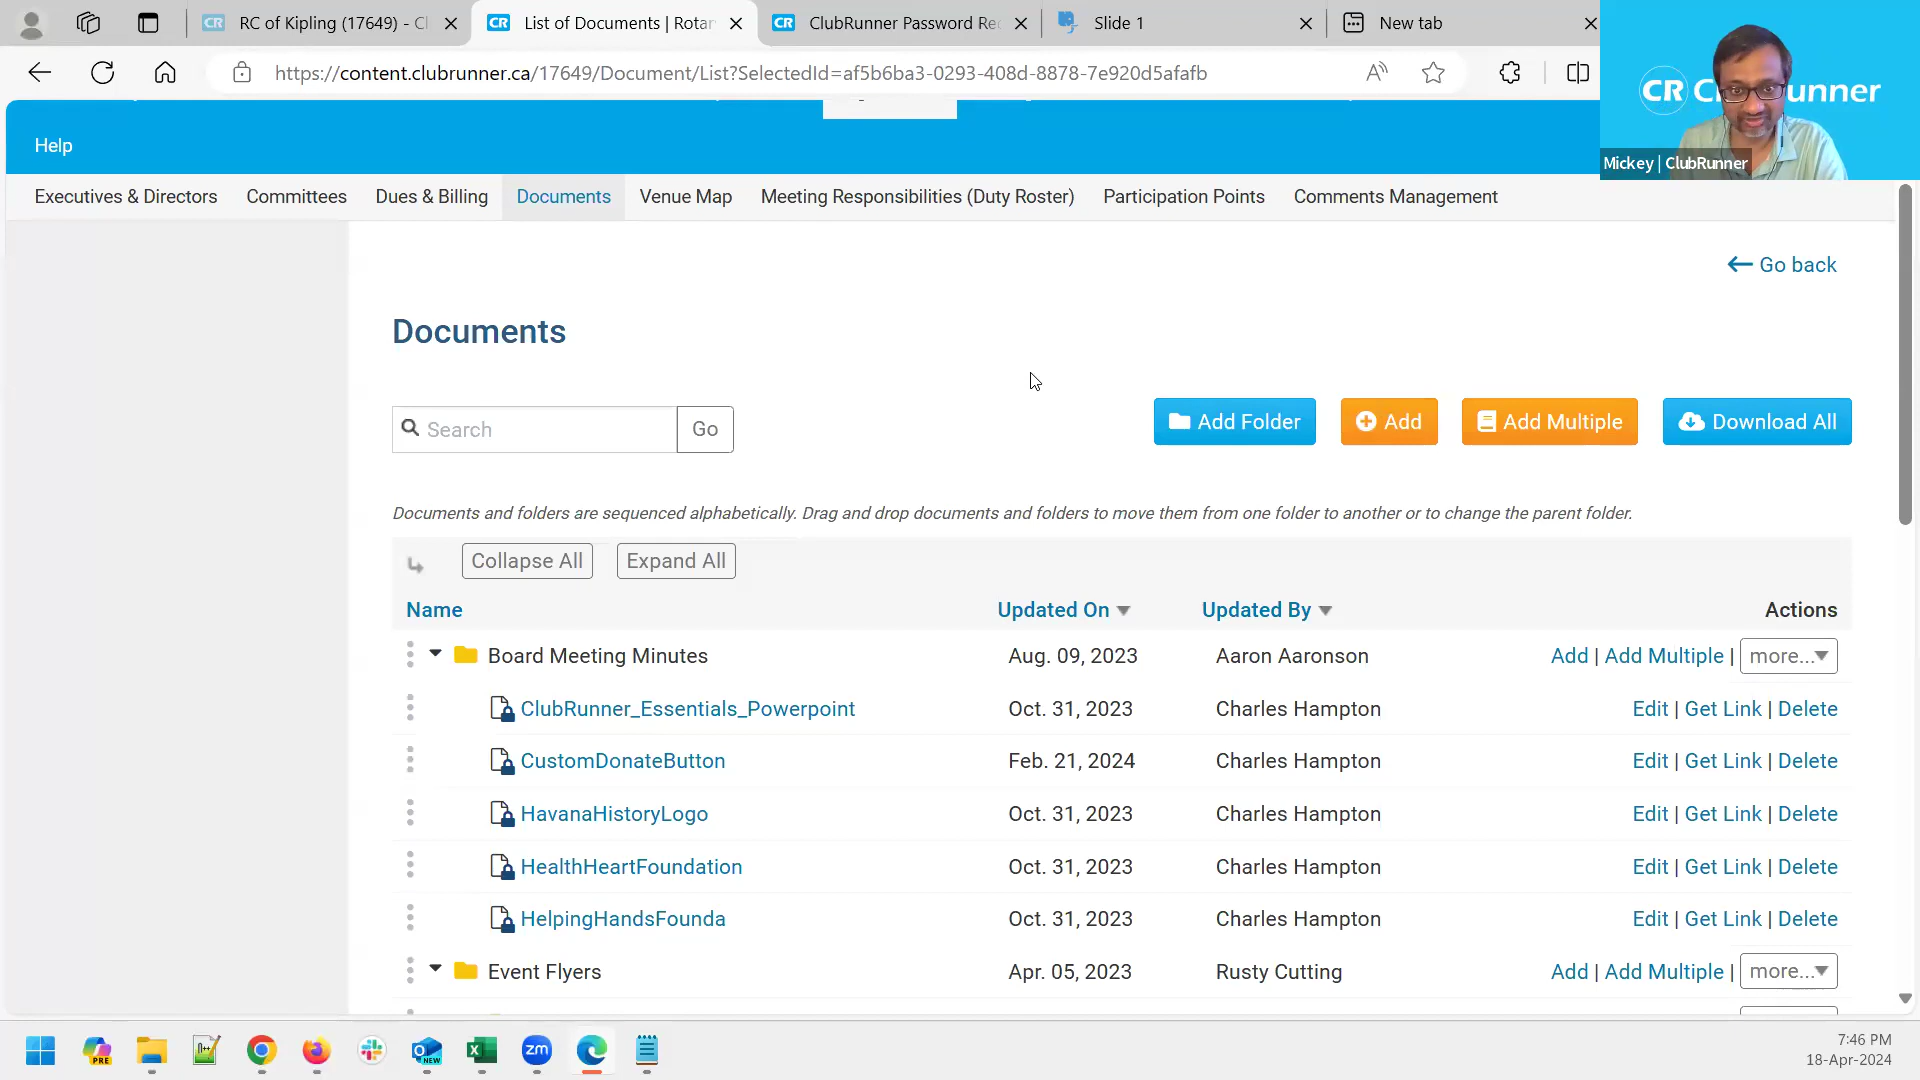 RC of Kipling (17649) - Cl
List of Documents | Rotar
ClubRunner Password Re
Slide 1
New tab
https://content.clubrunner.ca/17649/Document/List?SelectedId=af5b6ba3-0293-408d-8878-7e920d5afafb
CR C unner
Mickey | ClubRunner
Help
Executives & Directors Committees Dues & Billing Documents Venue Map Meeting Responsibilities (Duty Roster) Participation Points Comments Management
Go back
Documents
Search Go
Add Folder Add Add Multiple Download All
Documents and folders are sequenced alphabetically. Drag and drop documents and folders to move them from one folder to another or to change the parent folder.
Collapse All Expand All
Name Updated On Updated By Actions
Board Meeting Minutes Aug. 09, 2023 Aaron Aaronson Add | Add Multiple | more...
ClubRunner_Essentials_Powerpoint Oct. 31, 2023 Charles Hampton Edit | Get Link | Delete
CustomDonateButton Feb. 21, 2024 Charles Hampton Edit | Get Link | Delete
HavanaHistoryLogo Oct. 31, 2023 Charles Hampton Edit | Get Link | Delete
HealthHeartFoundation Oct. 31, 2023 Charles Hampton Edit | Get Link | Delete
HelpingHandsFounda Oct. 31, 2023 Charles Hampton Edit | Get Link | Delete
Event Flyers Apr. 05, 2023 Rusty Cutting Add | Add Multiple | more...
7:46 PM
18-Apr-2024